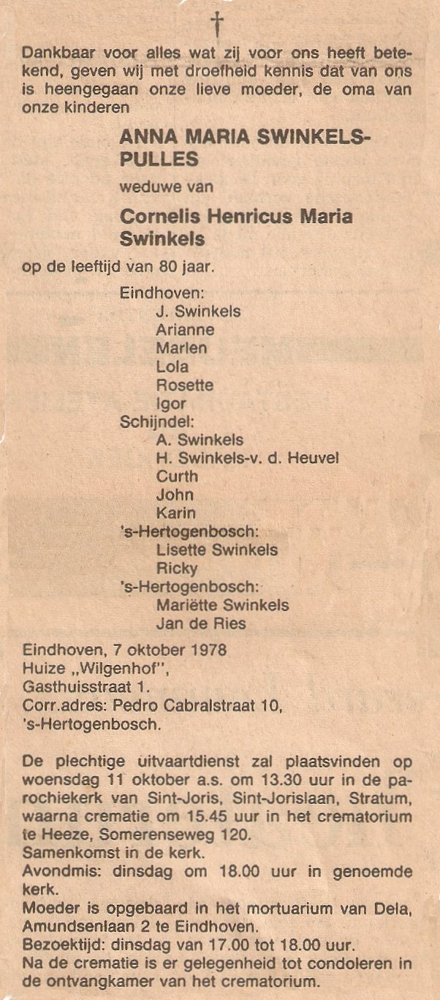 Dankbaar voor alles wat zij voor ons heeft bete-
kend, geven wij met droefheid kennis dat van ons
is heengegaan onze lieve moeder, de oma van
onze kinderen
ANNA MARIA SWINKELS-
PULLES
weduwe van
Cornelis Henricus Maria
Swinkels
op de leeftijd van 80 jaar.
Eindhoven:
J. Swinkels
Arianne
Marlen
Lola
Rosette
Igor
Schijndel:
A. Swinkels
H. Swinkels-v. d. Heuvel
Curth
John
Karin
's-Hertogenbosch:
Lisette Swinkels
Ricky
's-Hertogenbosch:
Mariëtte Swinkels
Jan de Ries
Eindhoven, 7 oktober 1978
Huize „Wilgenhof”,
Gasthuisstraat 1.
Corr.adres: Pedro Cabralstraat 10,
's-Hertogenbosch.
De plechtige uitvaartdienst zal plaatsvinden op
woensdag 11 oktober a.s. om 13.30 uur in de pa-
rochiekerk van Sint-Joris, Sint-Jorislaan, Stratum,
waarna crematie om 15.45 uur in het crematorium
te Heeze, Somerenseweg 120.
Samenkomst in de kerk.
Avondmis: dinsdag om 18.00 uur in genoemde
kerk.
Moeder is opgebaard in het mortuarium van Dela,
Amundsenlaan 2 te Eindhoven.
Bezoektijd: dinsdag van 17.00 tot 18.00 uur.
Na de crematie is er gelegenheid tot condoleren in
de ontvangkamer van het crematorium.